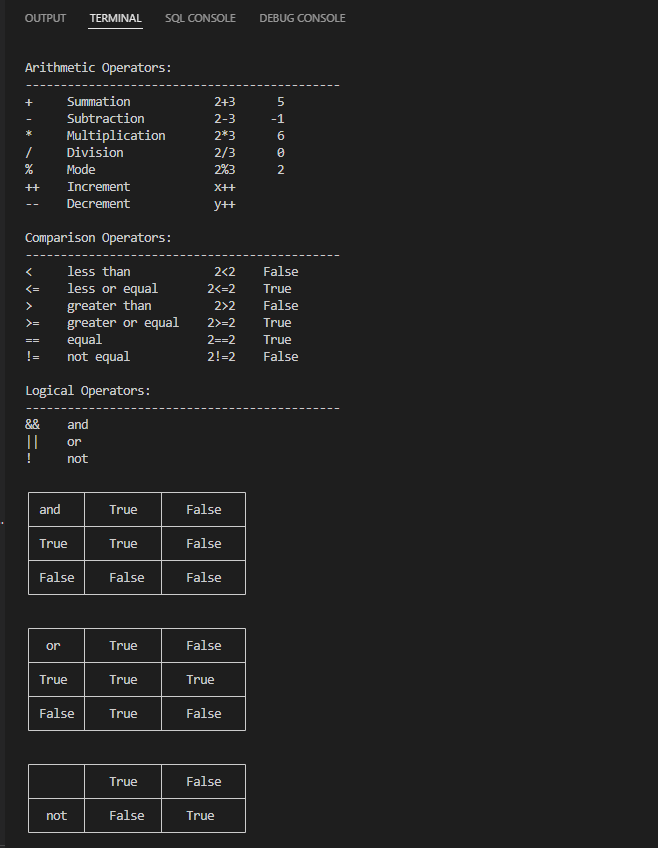 OUTPUT TERMINAL SQL CONSOLE DEBUG CONSOLE
Arithmetic Operators:
---------------------------------------------
+ Summation 2+3 5
- Subtraction 2-3 -1
* Multiplication 2*3 6
/ Division 2/3 0
% Mode 2%3 2
++ Increment x++
-- Decrement y++
Comparison Operators:
---------------------------------------------
< less than 2<2 False
<= less or equal 2<=2 True
> greater than 2>2 False
>= greater or equal 2>=2 True
== equal 2==2 True
!= not equal 2!=2 False
Logical Operators:
---------------------------------------------
&& and
|| or
! not
and True False
True True False
False False False
or True False
True True True
False True False
True False
not False True